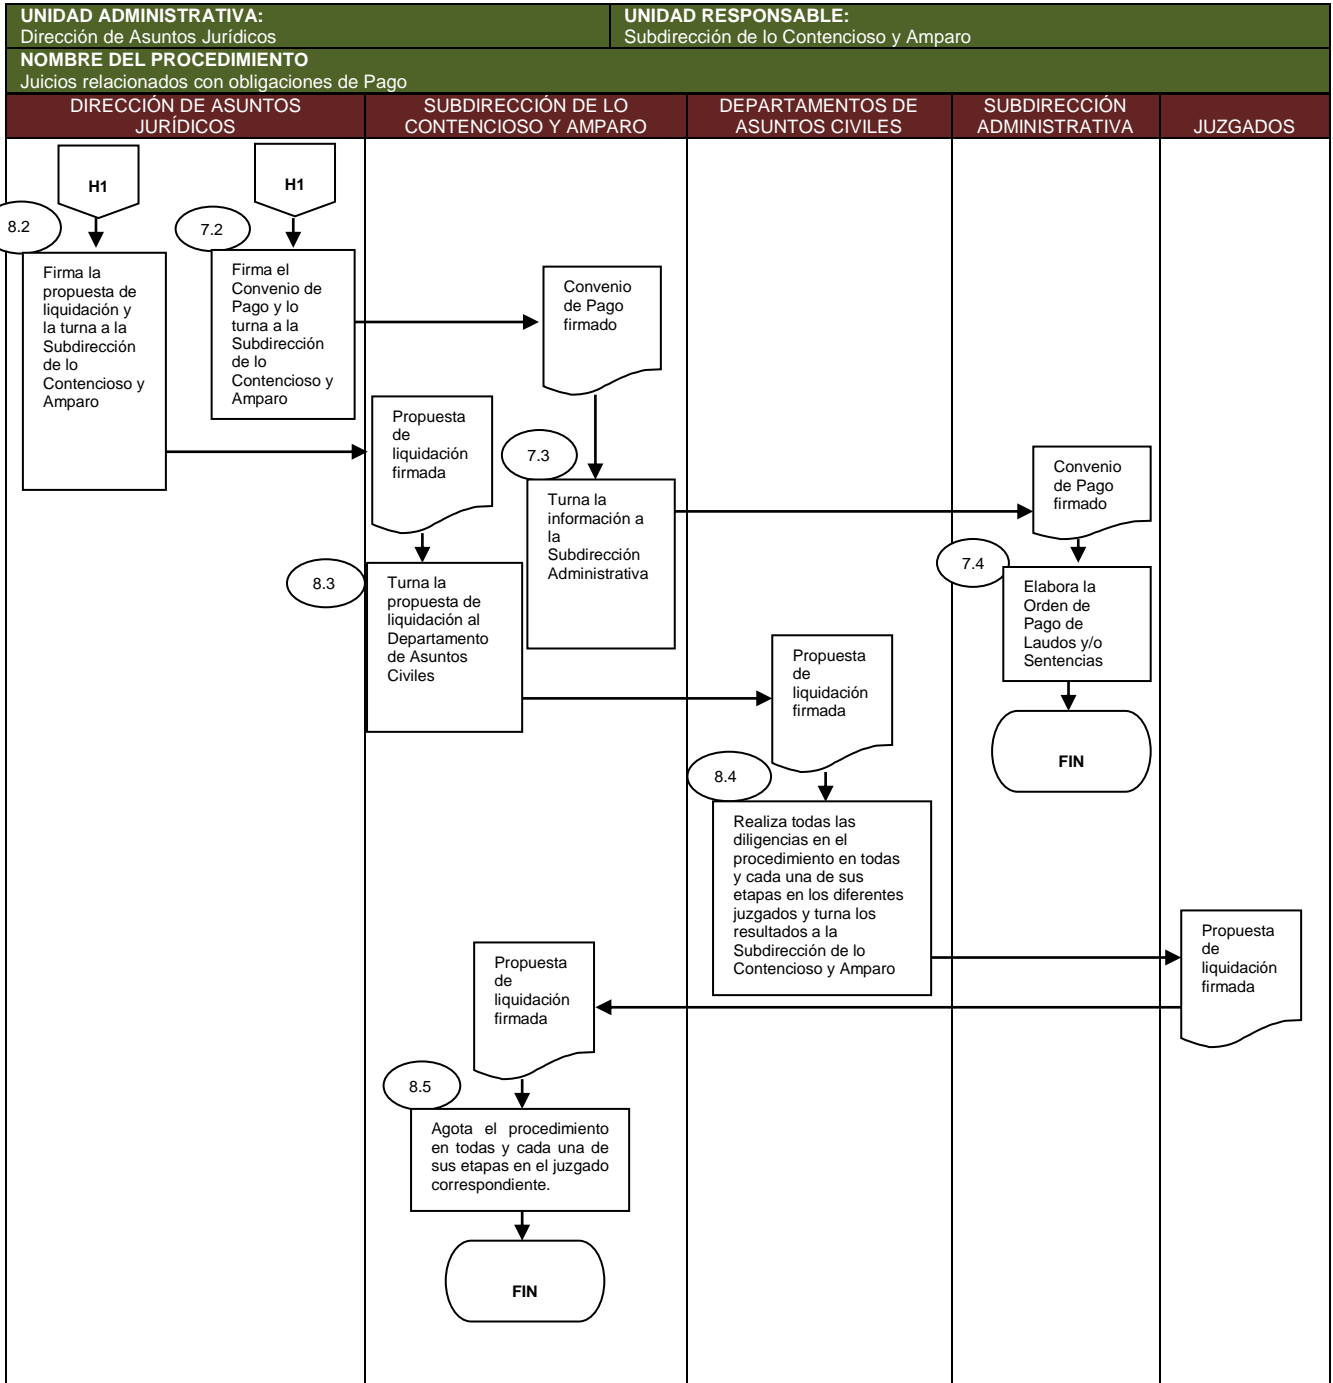 UNIDAD ADMINISTRATIVA:
Dirección de Asuntos Jurídicos
UNIDAD RESPONSABLE:
Subdirección de lo Contencioso y Amparo
NOMBRE DEL PROCEDIMIENTO
Juicios relacionados con obligaciones de Pago
DIRECCIÓN DE ASUNTOS
JURÍDICOS
SUBDIRECCIÓN DE LO
CONTENCIOSO Y AMPARO
DEPARTAMENTOS DE
ASUNTOS CIVILES
SUBDIRECCIÓN
ADMINISTRATIVA
JUZGADOS
H1
H1
8.2
7.2
Firma la
propuesta de
liquidación y
la turna a la
Subdirección
de lo
Contencioso y
Amparo
Firma el
Convenio de
Pago y lo
turna a la
Subdirección
de lo
Contencioso y
Amparo
Convenio
de Pago
firmado
Propuesta
de
liquidación
firmada
7.3
Turna la
información a
la
Subdirección
Administrativa
Convenio
de Pago
firmado
7.4
Elabora la
Orden de
Pago de
Laudos y/o
Sentencias
FIN
8.3
Turna la
propuesta de
liquidación al
Departamento
de Asuntos
Civiles
Propuesta
de
liquidación
firmada
8.4
Realiza todas las
diligencias en el
procedimiento en todas
y cada una de sus
etapas en los diferentes
juzgados y turna los
resultados a la
Subdirección de lo
Contencioso y Amparo
Propuesta
de
liquidación
firmada
Propuesta
de
liquidación
firmada
8.5
Agota el procedimiento
en todas y cada una de
sus etapas en el juzgado
correspondiente.
FIN